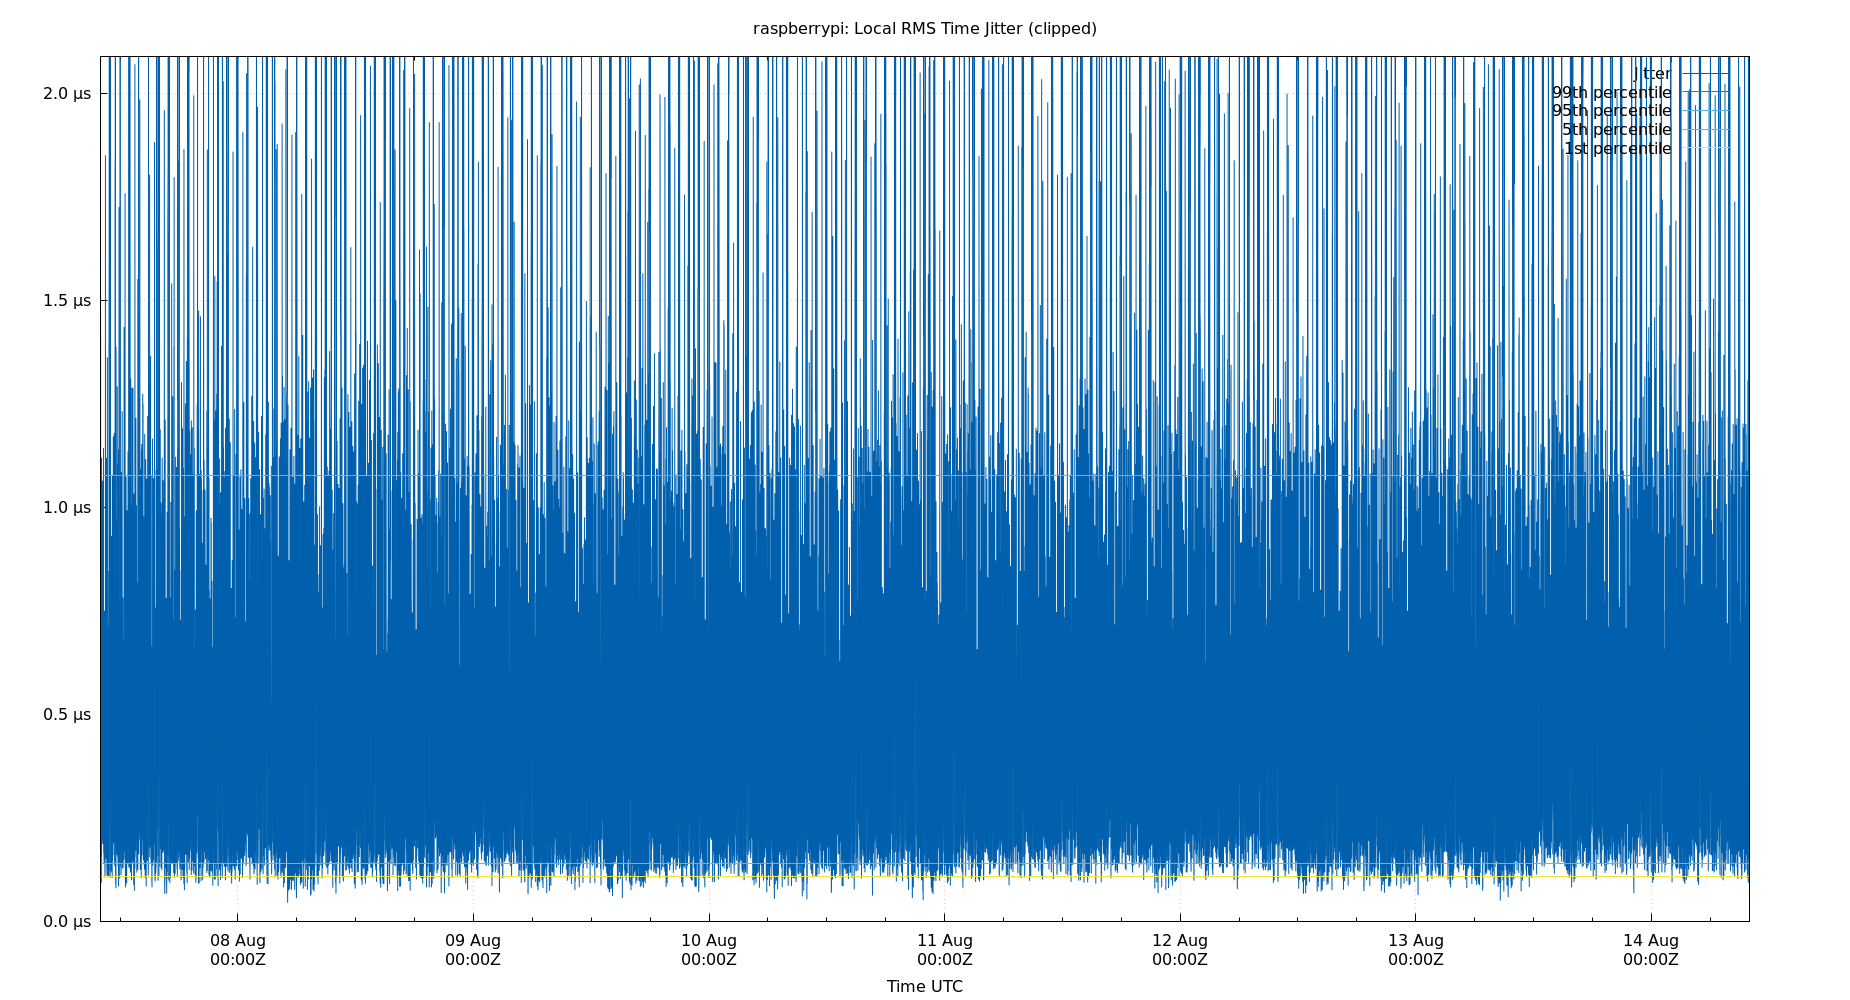 raspberrypi: Local RMS Time Jitter (clipped)
2.0 µs
1.5 µs
1.0 µs
0.5 µs
0.0 µs
Jitter
99th percentile
95th percentile
5th percentile
1st percentile
08 Aug 09 Aug 10 Aug 11 Aug 12 Aug 13 Aug 14 Aug
00:00Z 00:00Z 00:00Z 00:00Z 00:00Z 00:00Z 00:00Z
Time UTC